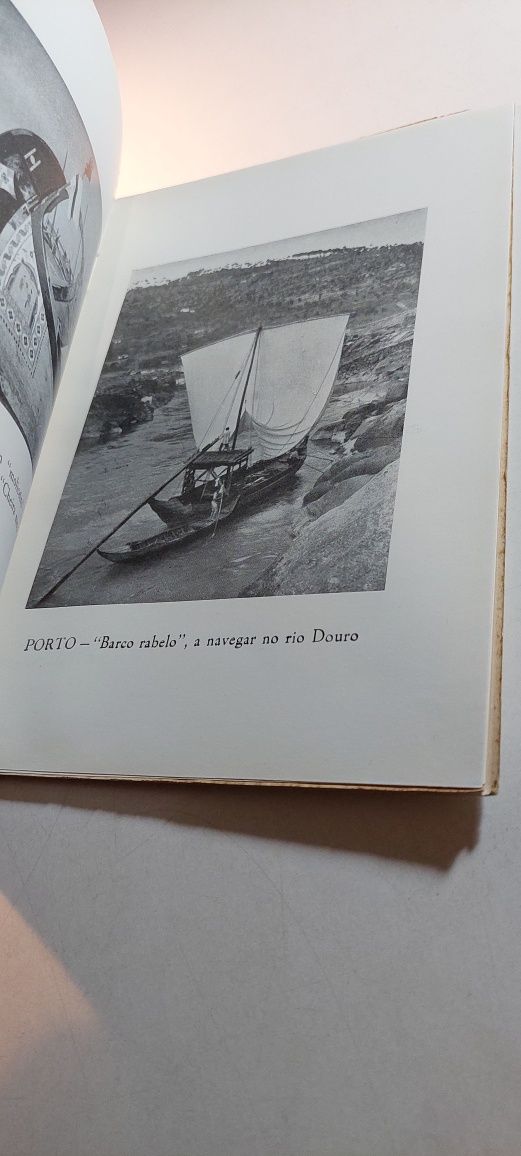 H
PORTO — "Barco rabelo", a navegar no rio Douro